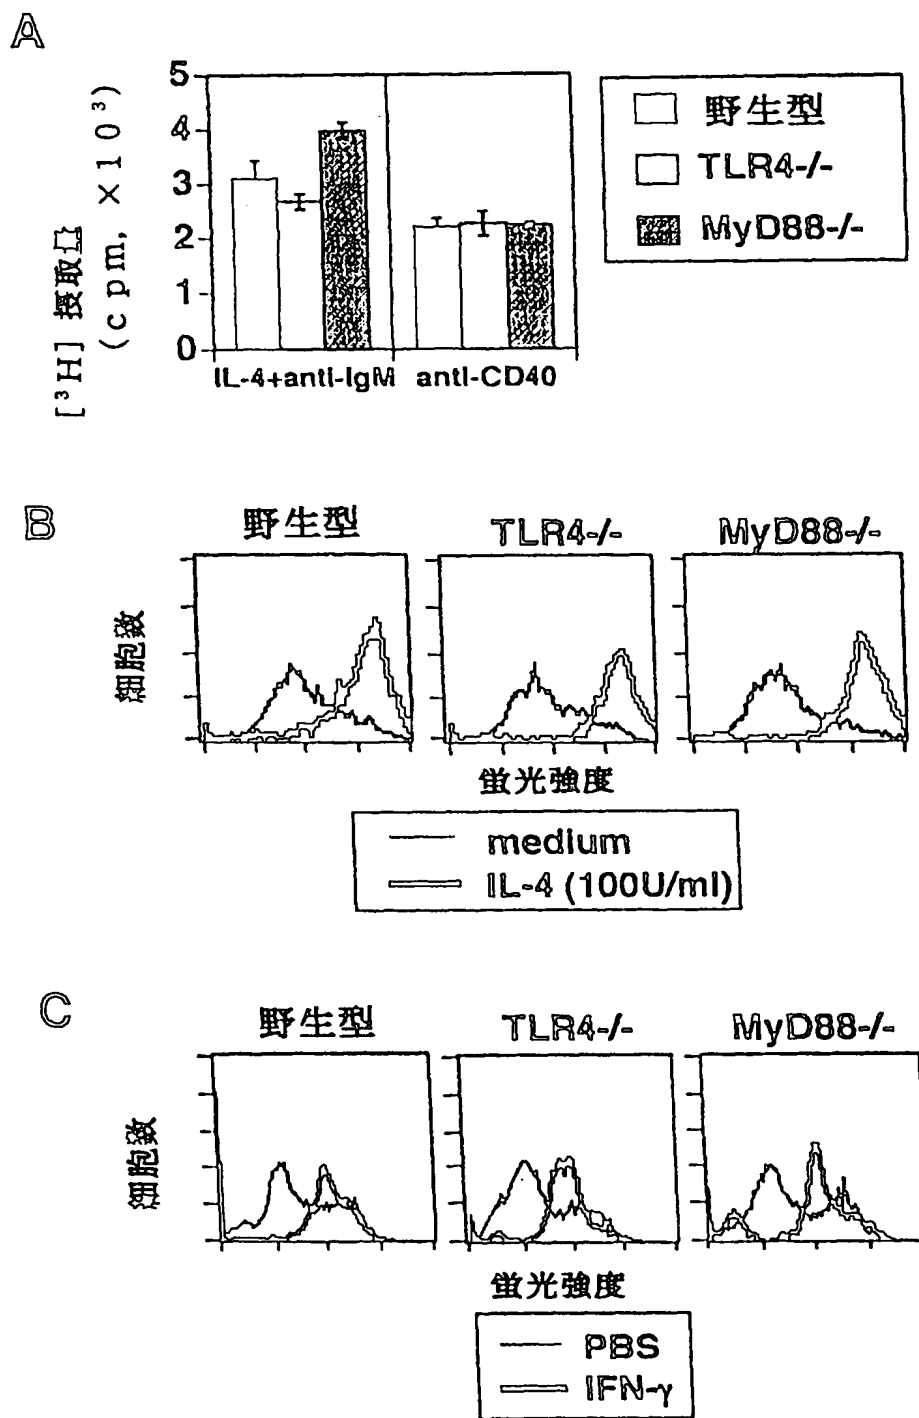 A
[³H] 摂取量
(cpm, ×10³)
5
4
3
2
1
0
IL-4+anti-IgM anti-CD40
野生型
TLR4-/-
MyD88-/-
B
野生型 TLR4-/- MyD88-/-
細胞数
蛍光強度
medium
IL-4 (100U/ml)
C
野生型 TLR4-/- MyD88-/-
細胞数
蛍光強度
PBS
IFN-γ